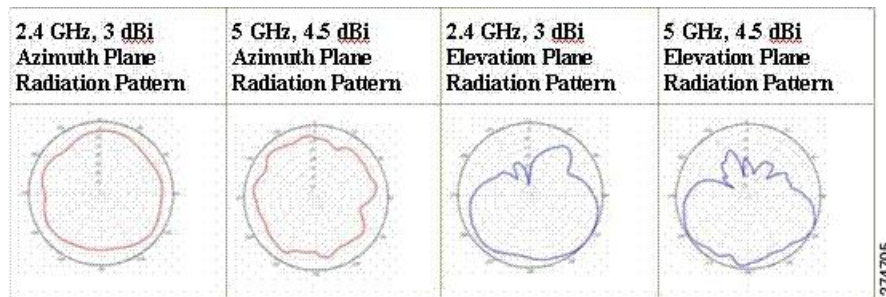 2.4 GHz, 3 dBi
Azimuth Plane
Radiation Pattern
5 GHz, 4.5 dBi
Azimuth Plane
Radiation Pattern
2.4 GHz, 3 dBi
Elevation Plane
Radiation Pattern
5 GHz, 4.5 dBi
Elevation Plane
Radiation Pattern
274795